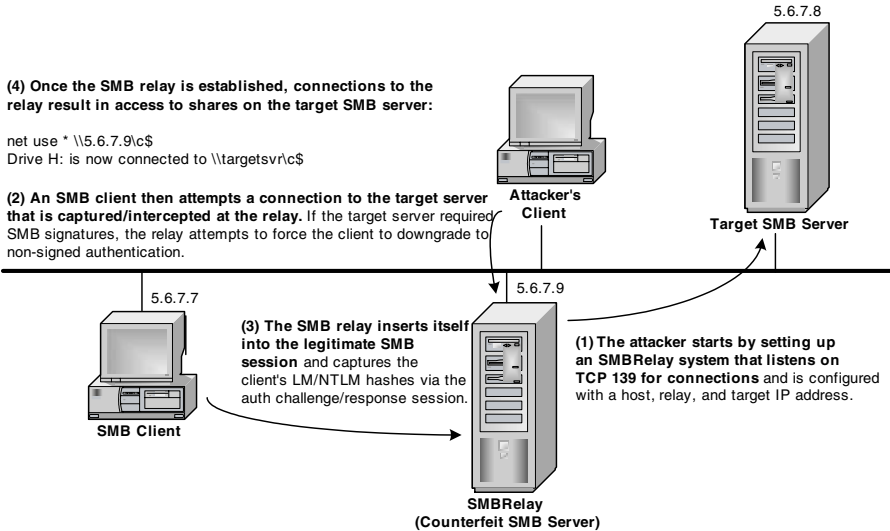 5.6.7.8
(4) Once the SMB relay is established, connections to the
relay result in access to shares on the target SMB server:
net use * \\5.6.7.9\c$
Drive H: is now connected to \\targetsvr\c$
(2) An SMB client then attempts a connection to the target server
that is captured/intercepted at the relay. If the target server required
SMB signatures, the relay attempts to force the client to downgrade to
non-signed authentication.
Attacker's
Client
Target SMB Server
5.6.7.7
5.6.7.9
(3) The SMB relay inserts itself
into the legitimate SMB
session and captures the
client's LM/NTLM hashes via the
auth challenge/response session.
(1) The attacker starts by setting up
an SMBRelay system that listens on
TCP 139 for connections and is configured
with a host, relay, and target IP address.
SMB Client
SMBRelay
(Counterfeit SMB Server)